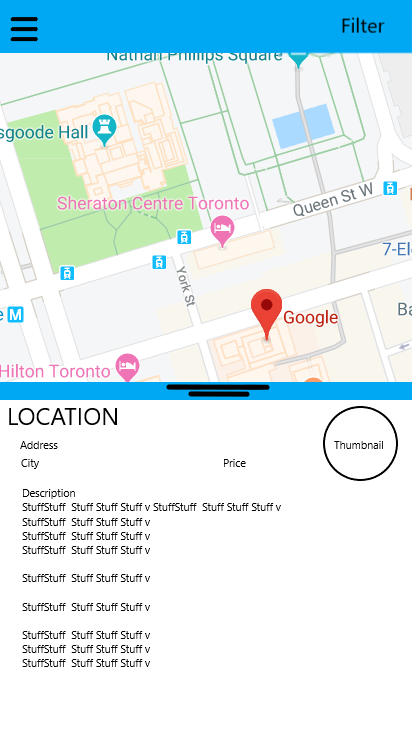 Filter
Nathan Phillips Square
sgoode Hall
Sheraton Centre Toronto
Queen St W
7-El
York St
M
Google
Ba
Hilton Toronto
LOCATION
Address
Thumbnail
City Price
Description
StuffStuff Stuff Stuff Stuff v StuffStuff Stuff Stuff Stuff v
StuffStuff Stuff Stuff Stuff v
StuffStuff Stuff Stuff Stuff v
StuffStuff Stuff Stuff Stuff v
StuffStuff Stuff Stuff Stuff v
StuffStuff Stuff Stuff Stuff v
StuffStuff Stuff Stuff Stuff v
StuffStuff Stuff Stuff Stuff v
StuffStuff Stuff Stuff Stuff v